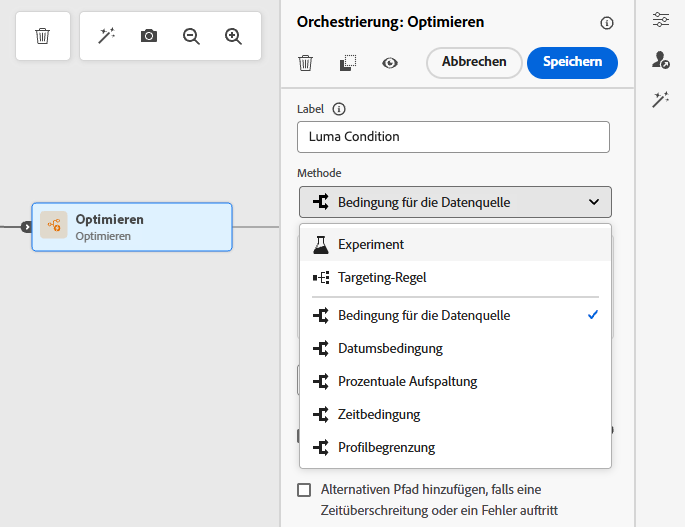 Orchestrierung: Optimieren
Abbrechen
Speichern
Label
Luma Condition
Methode
Bedingung für die Datenquelle
Optimieren
Optimieren
Experiment
Targeting-Regel
Bedingung für die Datenquelle
Datumsbedingung
Prozentuale Aufspaltung
Zeitbedingung
Profilbegrenzung
Alternativen Pfad hinzufügen, falls eine
Zeitüberschreitung oder ein Fehler auftritt